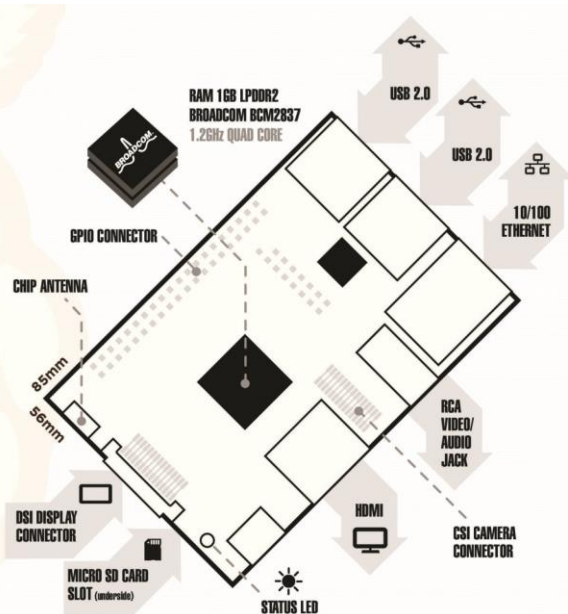 RAM 1GB LPDDR2
BROADCOM BCM2837
1.2GHz QUAD CORE
BROADCOM
USB 2.0
USB 2.0
10/100
ETHERNET
GPIO CONNECTOR
CHIP ANTENNA
85mm
56mm
RCA
VIDEO/
AUDIO
JACK
DSI DISPLAY
CONNECTOR
HDMI
CSI CAMERA
CONNECTOR
MICRO SD CARD
SLOT (underside)
STATUS LED